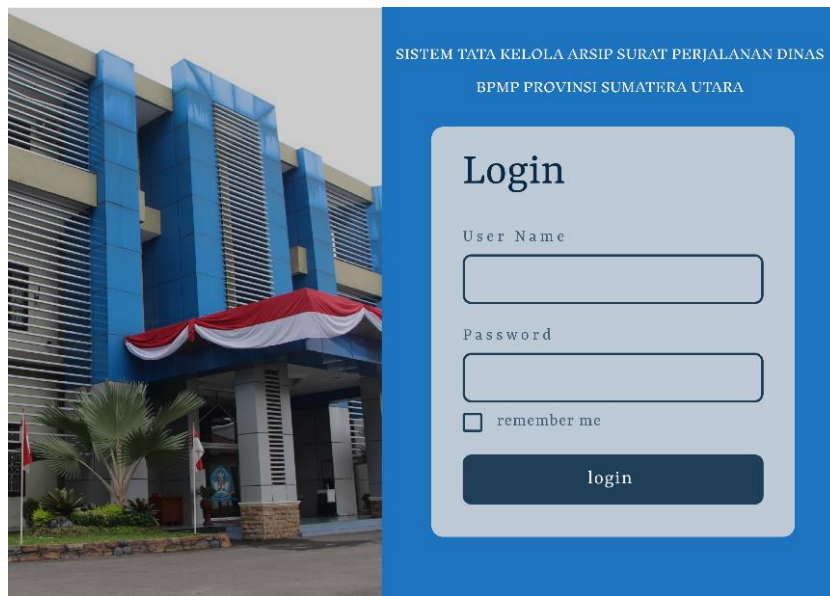 SISTEM TATA KELOLA ARSIP SURAT PERJALANAN DINAS
BPMP PROVINSI SUMATERA UTARA
Login
User Name
Password
remember me
login